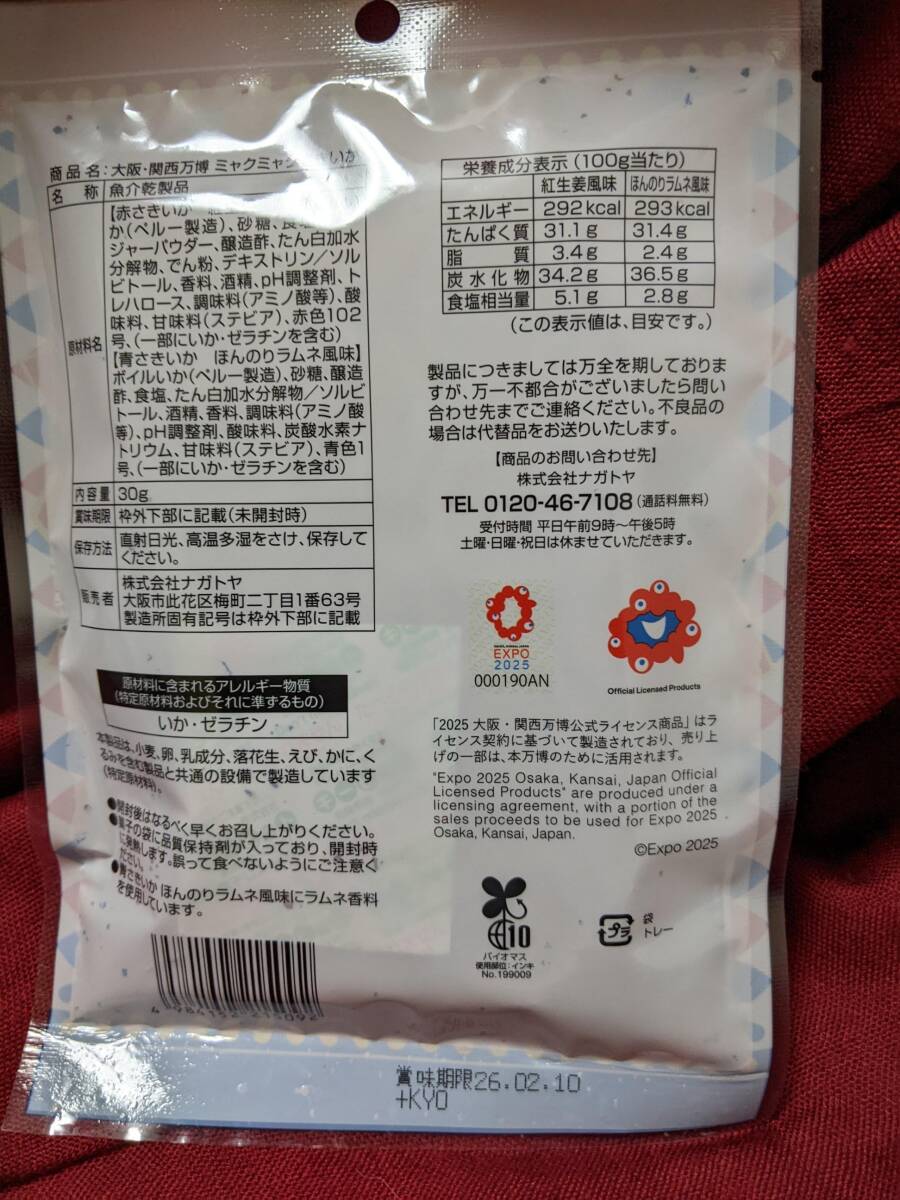 商品名:大阪・関西万博 ミャクミャク いか
名称 魚介乾製品
原材料名
【赤さきいか
か(ペルー製造)、砂糖、食
ジャーパウダー、醸造酢、たん白加水
分解物、でん粉、デキストリン/ソル
ビトール、香料、酒精、pH調整剤、ト
レハロース、調味料(アミノ酸等)、酸
味料、甘味料(ステビア)、赤色102
号、(一部にいか・ゼラチンを含む)
【青さきいか ほんのりラムネ風味】
ボイルいか(ペルー製造)、砂糖、醸造
酢、食塩、たん白加水分解物/ソルビ
トール、酒精、香料、調味料(アミノ酸
等)、pH調整剤、酸味料、炭酸水素ナ
トリウム、甘味料(ステビア)、青色1
号、(一部にいか・ゼラチンを含む)
内容量 30g
賞味期限 枠外下部に記載(未開封時)
保存方法 直射日光、高温多湿をさけ、保存して
ください。
販売者 株式会社ナガトヤ
大阪市此花区梅町二丁目1番63号
製造所固有記号は枠外下部に記載
原材料に含まれるアレルギー物質
(特定原材料およびそれに準ずるもの)
いか・ゼラチン
本製品は、小麦、卵、乳成分、落花生、えび、かに、く
るみを含む製品と共通の設備で製造しています
(特定原材料)。
●開封後はなるべく早くお召し上がりください。
●菓子の袋に品質保持剤が入っており、開封時
に発熱します。誤って食べないようにご注意く
ださい。
●青さきいか ほんのりラムネ風味にラムネ香料
を使用しています。
栄養成分表示(100g当たり)
紅生姜風味 ほんのりラムネ風味
エネルギー 292kcal 293kcal
たんぱく質 31.1g 31.4g
脂質 3.4g 2.4g
炭水化物 34.2g 36.5g
食塩相当量 5.1g 2.8g
(この表示値は、目安です。)
製品につきましては万全を期しておりま
すが、万一不都合がございましたら問い
合わせ先までご連絡ください。不良品の
場合は代替品をお送りいたします。
【商品のお問い合わせ先】
株式会社ナガトヤ
TEL 0120-46-7108(通話料無料)
受付時間 平日午前9時〜午後5時
土曜・日曜・祝日は休ませていただきます。
EXPO
2025
000190AN
Official Licensed Products
「2025 大阪・関西万博公式ライセンス商品」はラ
イセンス契約に基づいて製造されており、売り上
げの一部は、本万博のために活用されます。
"Expo 2025 Osaka, Kansai, Japan Official
Licensed Products" are produced under a
licensing agreement, with a portion of the
sales proceeds to be used for Expo 2025
Osaka, Kansai, Japan.
©Expo 2025
10
バイオマス
使用部位:インキ
No.199009
プラ
袋
トレー
賞味期限26.02.10
+KYO